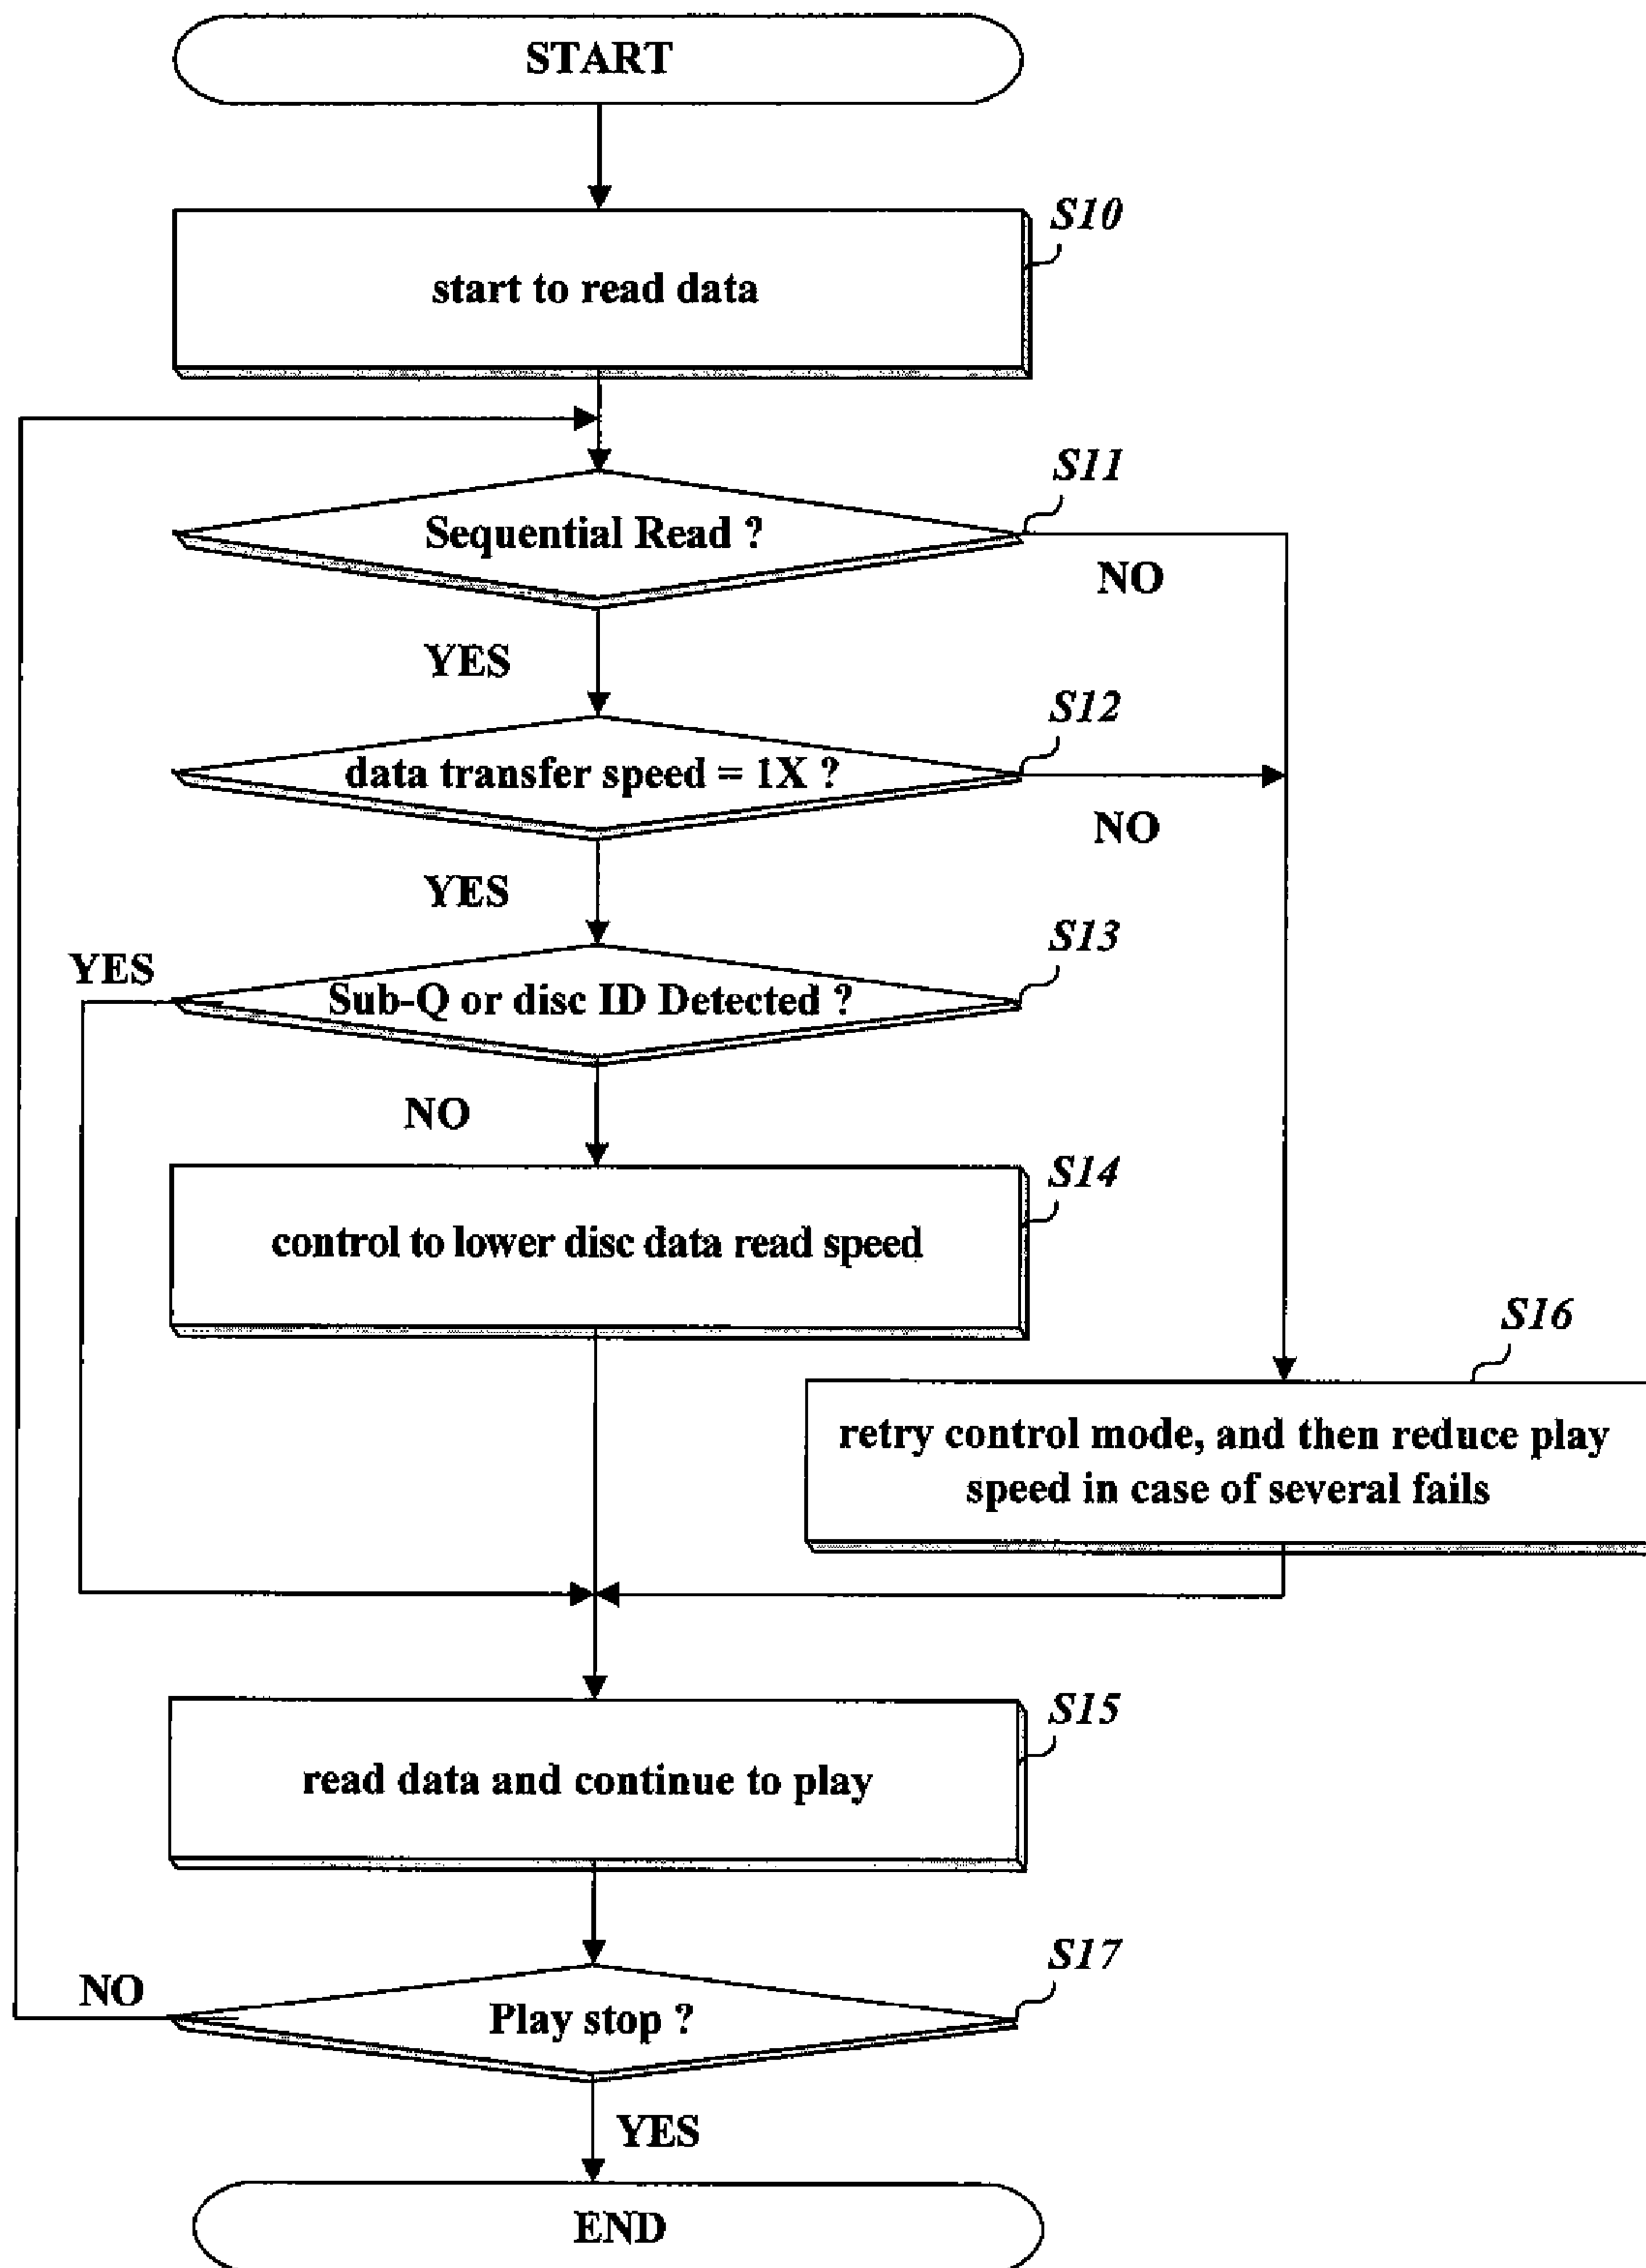 START
S10
start to read data
S11
Sequential Read ?
NO
YES
S12
data transfer speed = 1X ?
NO
YES
S13
YES
Sub-Q or disc ID Detected ?
NO
S14
control to lower disc data read speed
S16
retry control mode, and then reduce play
speed in case of several fails
S15
read data and continue to play
S17
NO
Play stop ?
YES
END